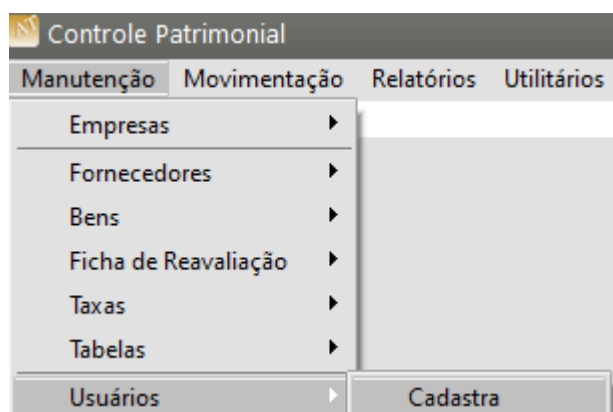 Controle Patrimonial
Manutenção Movimentação Relatórios Utilitários
Empresas
Fornecedores
Bens
Ficha de Reavaliação
Taxas
Tabelas
Usuários Cadastra